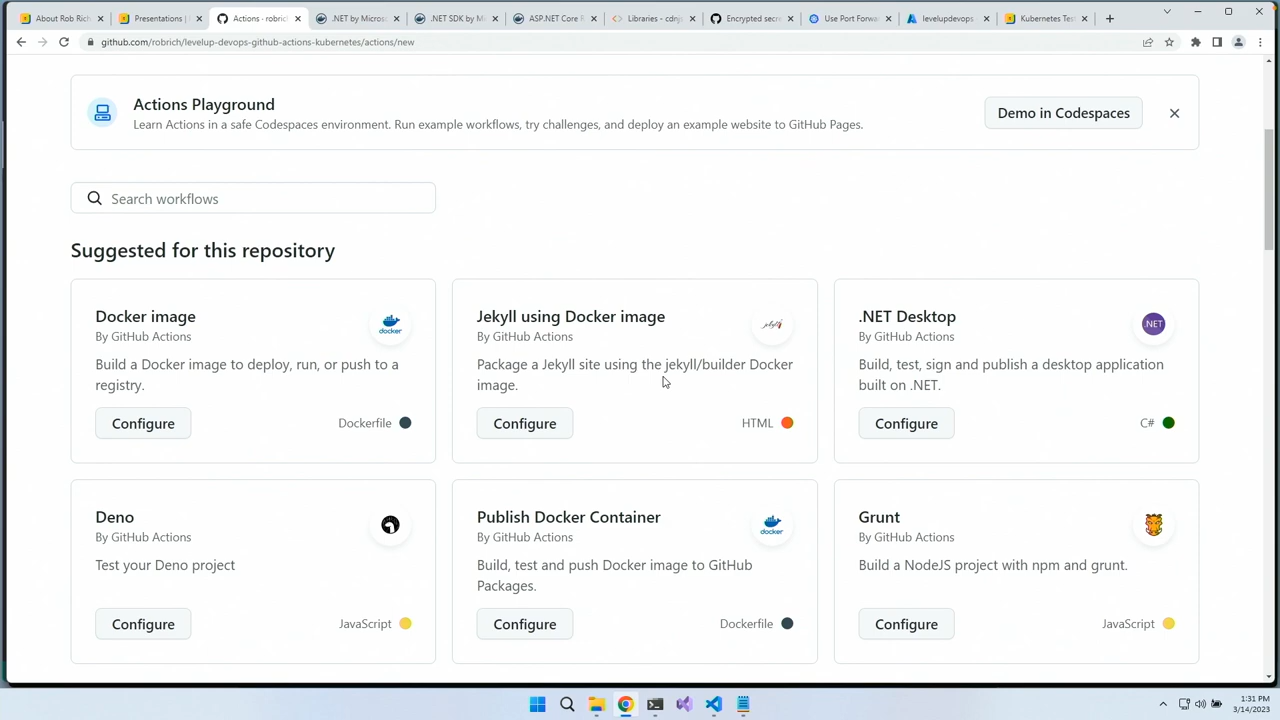 About Rob Rich
Presentations |
Actions · robric
.NET by Micros
.NET SDK by Mi
ASP.NET Core R
Libraries - cdnj
Encrypted secre
Use Port Forwa
levelupdevops
Kubernetes Test
github.com/robrich/levelup-devops-github-actions-kubernetes/actions/new
Actions Playground
Learn Actions in a safe Codespaces environment. Run example workflows, try challenges, and deploy an example website to GitHub Pages.
Demo in Codespaces
Search workflows
Suggested for this repository
Docker image
By GitHub Actions
docker
Build a Docker image to deploy, run, or push to a
registry.
Configure
Dockerfile
Jekyll using Docker image
By GitHub Actions
jekyll
Package a Jekyll site using the jekyll/builder Docker
image.
Configure
HTML
.NET Desktop
By GitHub Actions
.NET
Build, test, sign and publish a desktop application
built on .NET.
Configure
C#
Deno
By GitHub Actions
Test your Deno project
Configure
JavaScript
Publish Docker Container
By GitHub Actions
docker
Build, test and push Docker image to GitHub
Packages.
Configure
Dockerfile
Grunt
By GitHub Actions
Build a NodeJS project with npm and grunt.
Configure
JavaScript
1:31 PM
3/14/2023